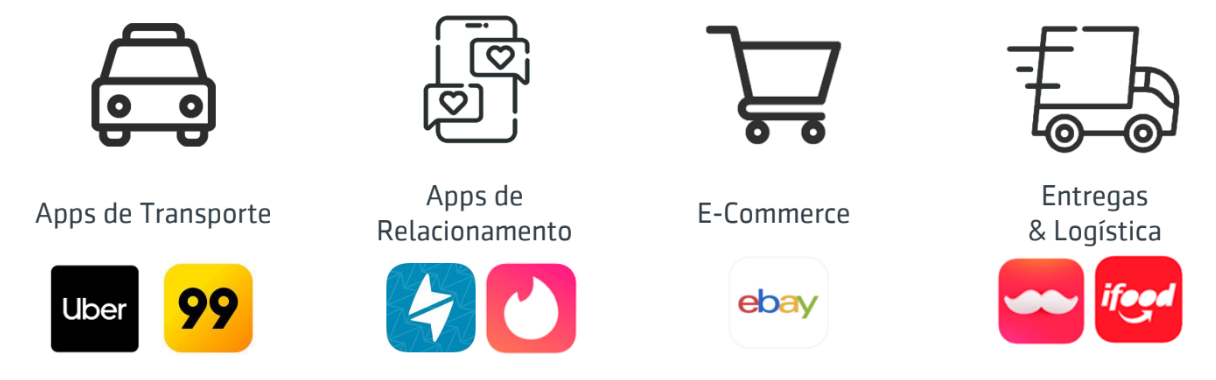 Apps de Transporte
Apps de
Relacionamento
E-Commerce
Entregas
& Logística
Uber
99
ebay
ifood